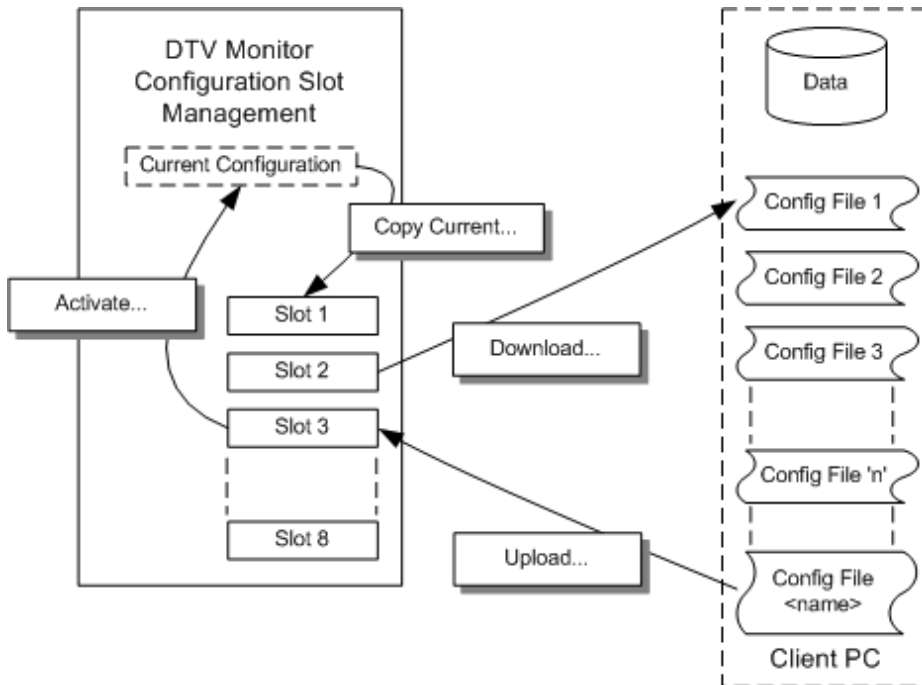 DTV Monitor
Configuration Slot
Management
Current Configuration
Copy Current...
Activate...
Slot 1
Slot 2
Slot 3
Slot 8
Download...
Upload...
Data
Config File 1
Config File 2
Config File 3
Config File 'n'
Config File
<name>
Client PC